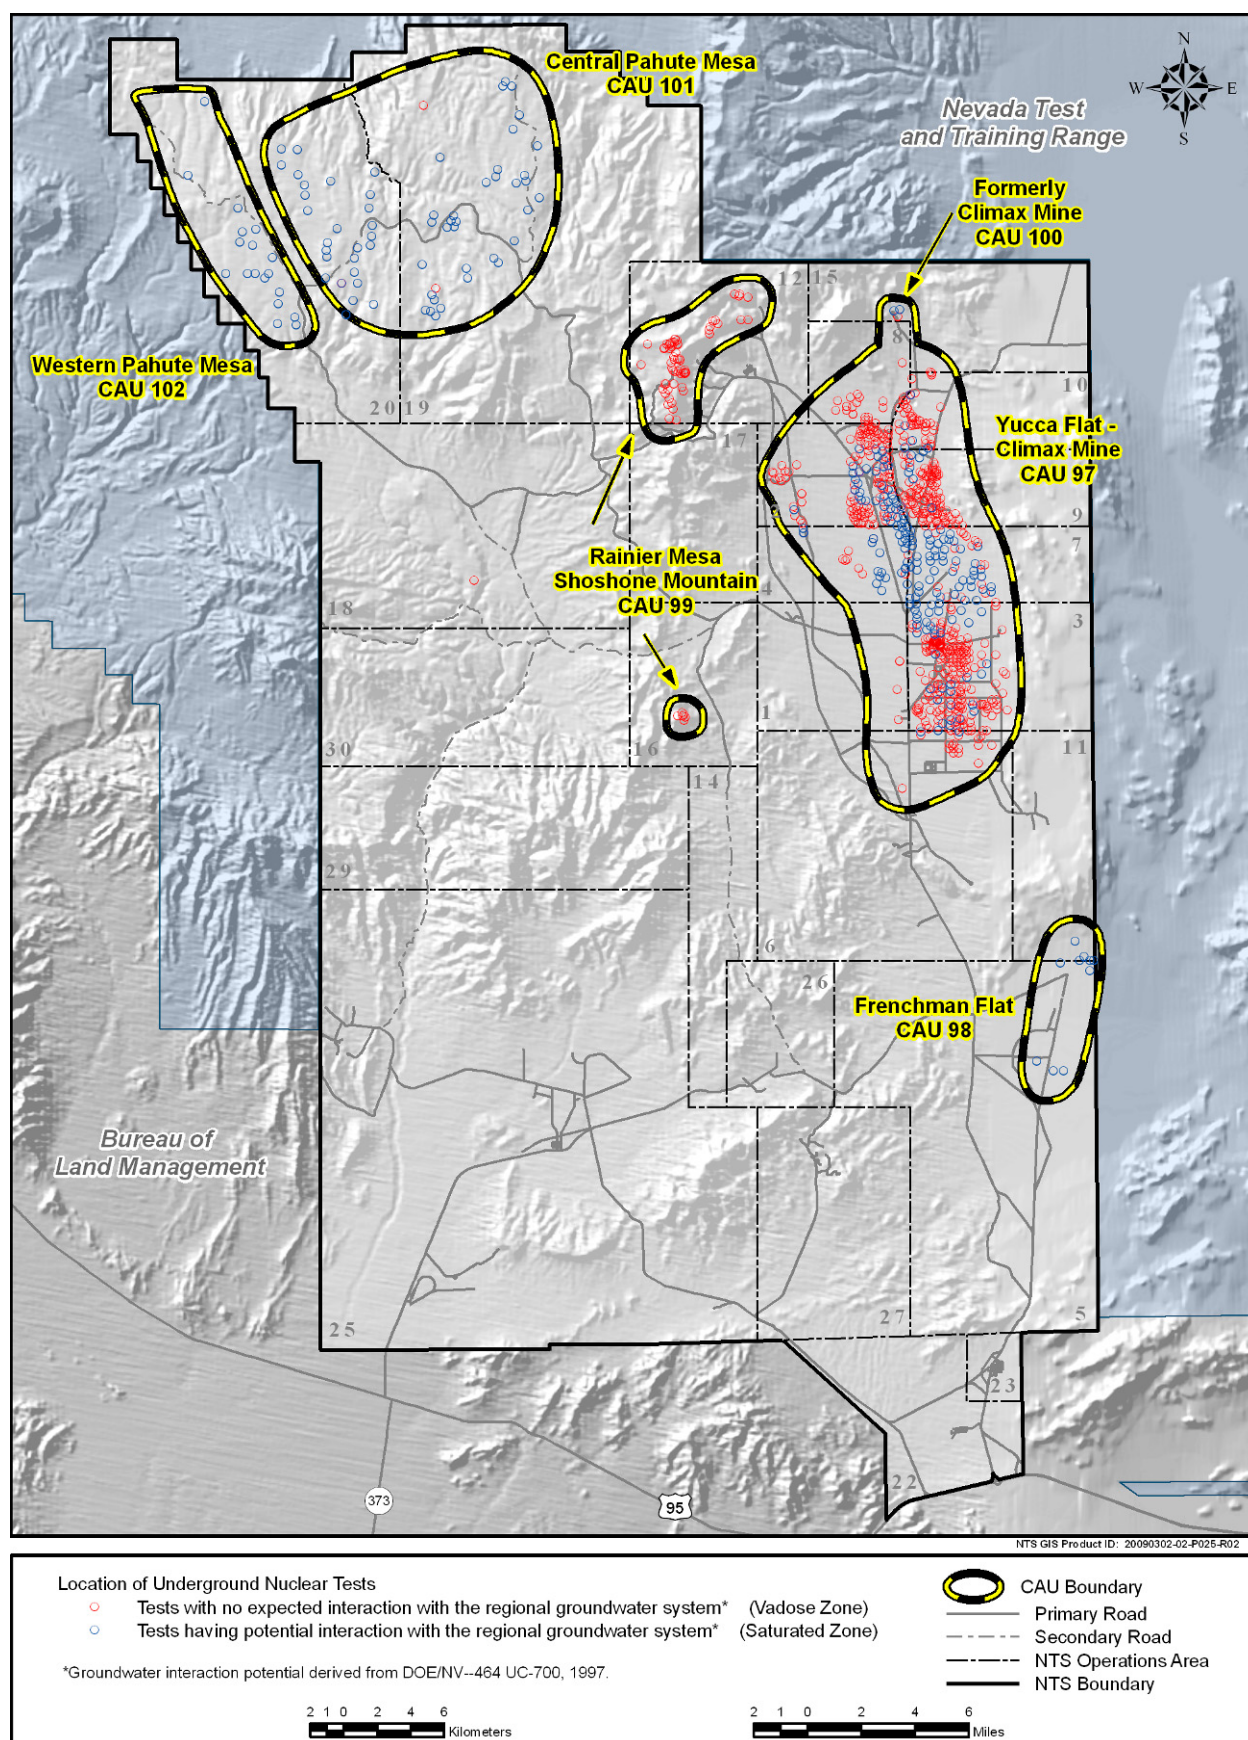 Central Pahute Mesa
CAU 101
N
W
E
S
Nevada Test
and Training Range
Formerly
Climax Mine
CAU 100
12
15
8
Western Pahute Mesa
CAU 102
10
20
19
17
Yucca Flat -
Climax Mine
CAU 97
2
9
7
Rainier Mesa
Shoshone Mountain
CAU 99
4
18
3
1
30
16
11
14
29
6
26
Frenchman Flat
CAU 98
Bureau of
Land Management
25
27
5
23
22
373
95
NTS GIS Product ID: 20090302-02-P025-R02
Location of Underground Nuclear Tests
Tests with no expected interaction with the regional groundwater system* (Vadose Zone)
Tests having potential interaction with the regional groundwater system* (Saturated Zone)
*Groundwater interaction potential derived from DOE/NV--464 UC-700, 1997.
CAU Boundary
Primary Road
Secondary Road
NTS Operations Area
NTS Boundary
2 1 0 2 4 6
Kilometers
2 1 0 2 4 6
Miles